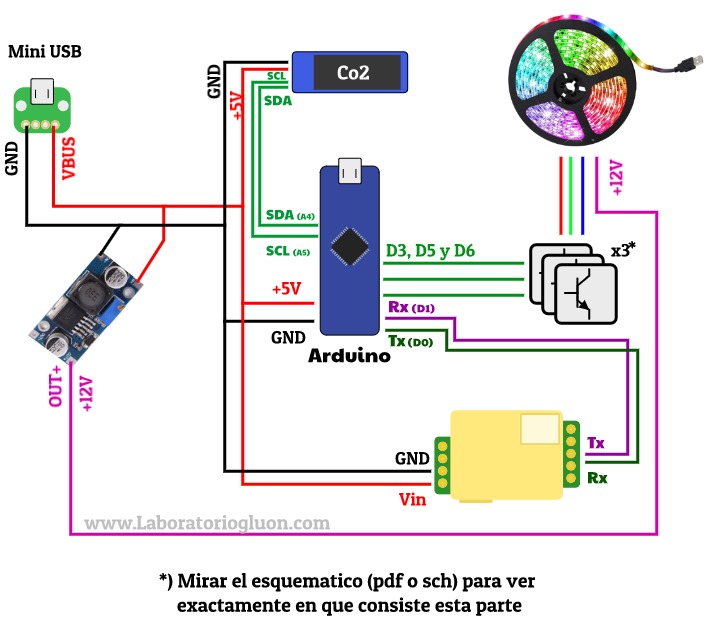 Mini USB
GND
VBUS
GND
+5V
SCL
SDA
Co2
+12V
SDA (A4)
SCL (A5)
D3, D5 y D6
x3*
+5V
Rx (D1)
GND
Tx (D0)
Arduino
OUT+
+12V
GND
Tx
Rx
Vin
www.Laboratoriogluon.com
*) Mirar el esquematico (pdf o sch) para ver
exactamente en que consiste esta parte